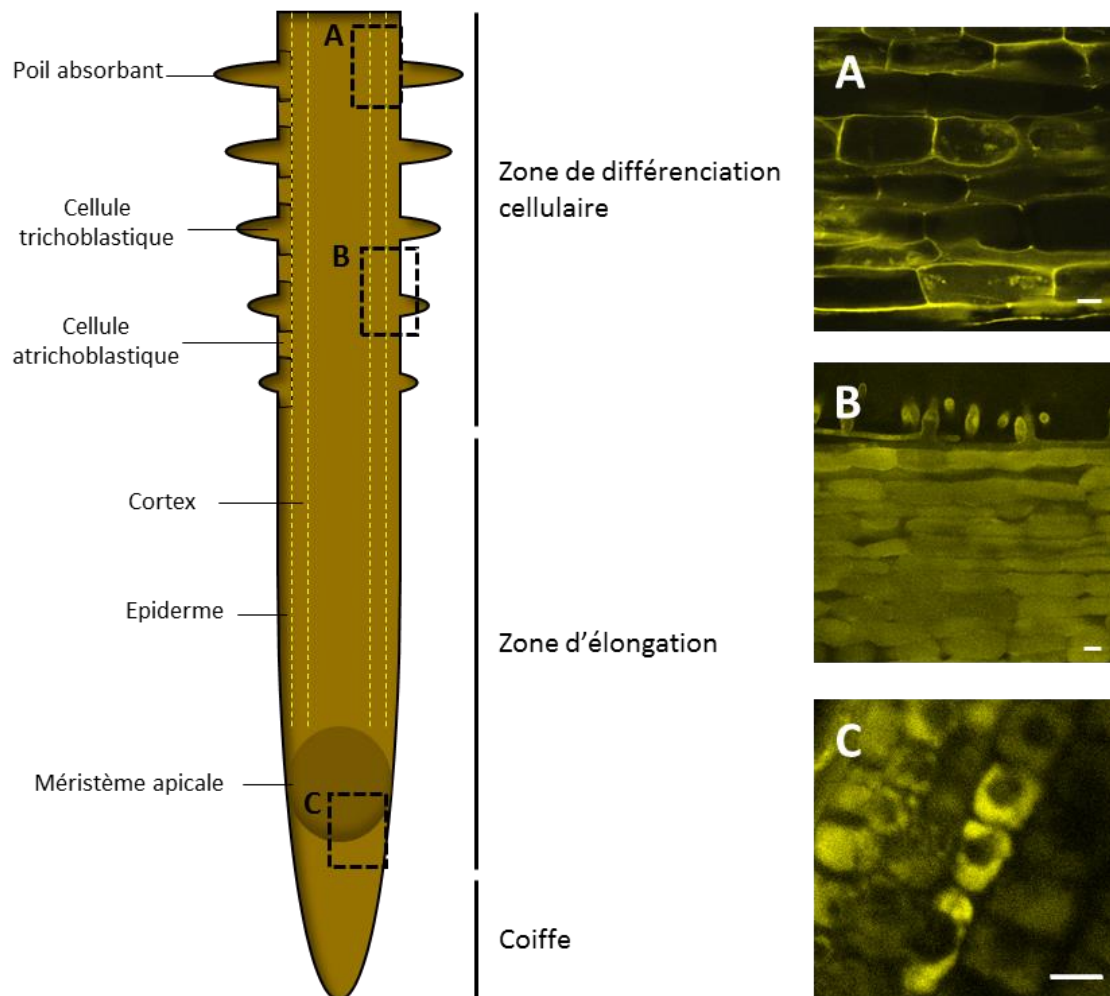 A
Poil absorbant
Cellule
trichoblastique
B
Cellule
atrichoblastique
Cortex
Epiderme
Méristème apicale
C
Zone de différenciation
cellulaire
Zone d’élongation
Coiffe
A
B
C